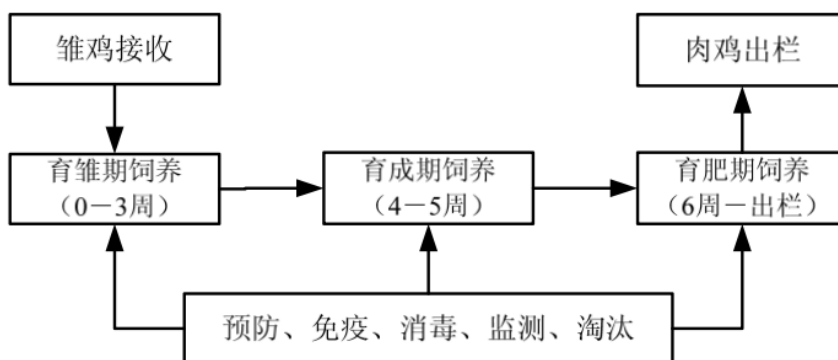 雏鸡接收
肉鸡出栏
育雏期饲养
（0－3周）
育成期饲养
（4－5周）
育肥期饲养
（6周－出栏）
预防、免疫、消毒、监测、淘汰